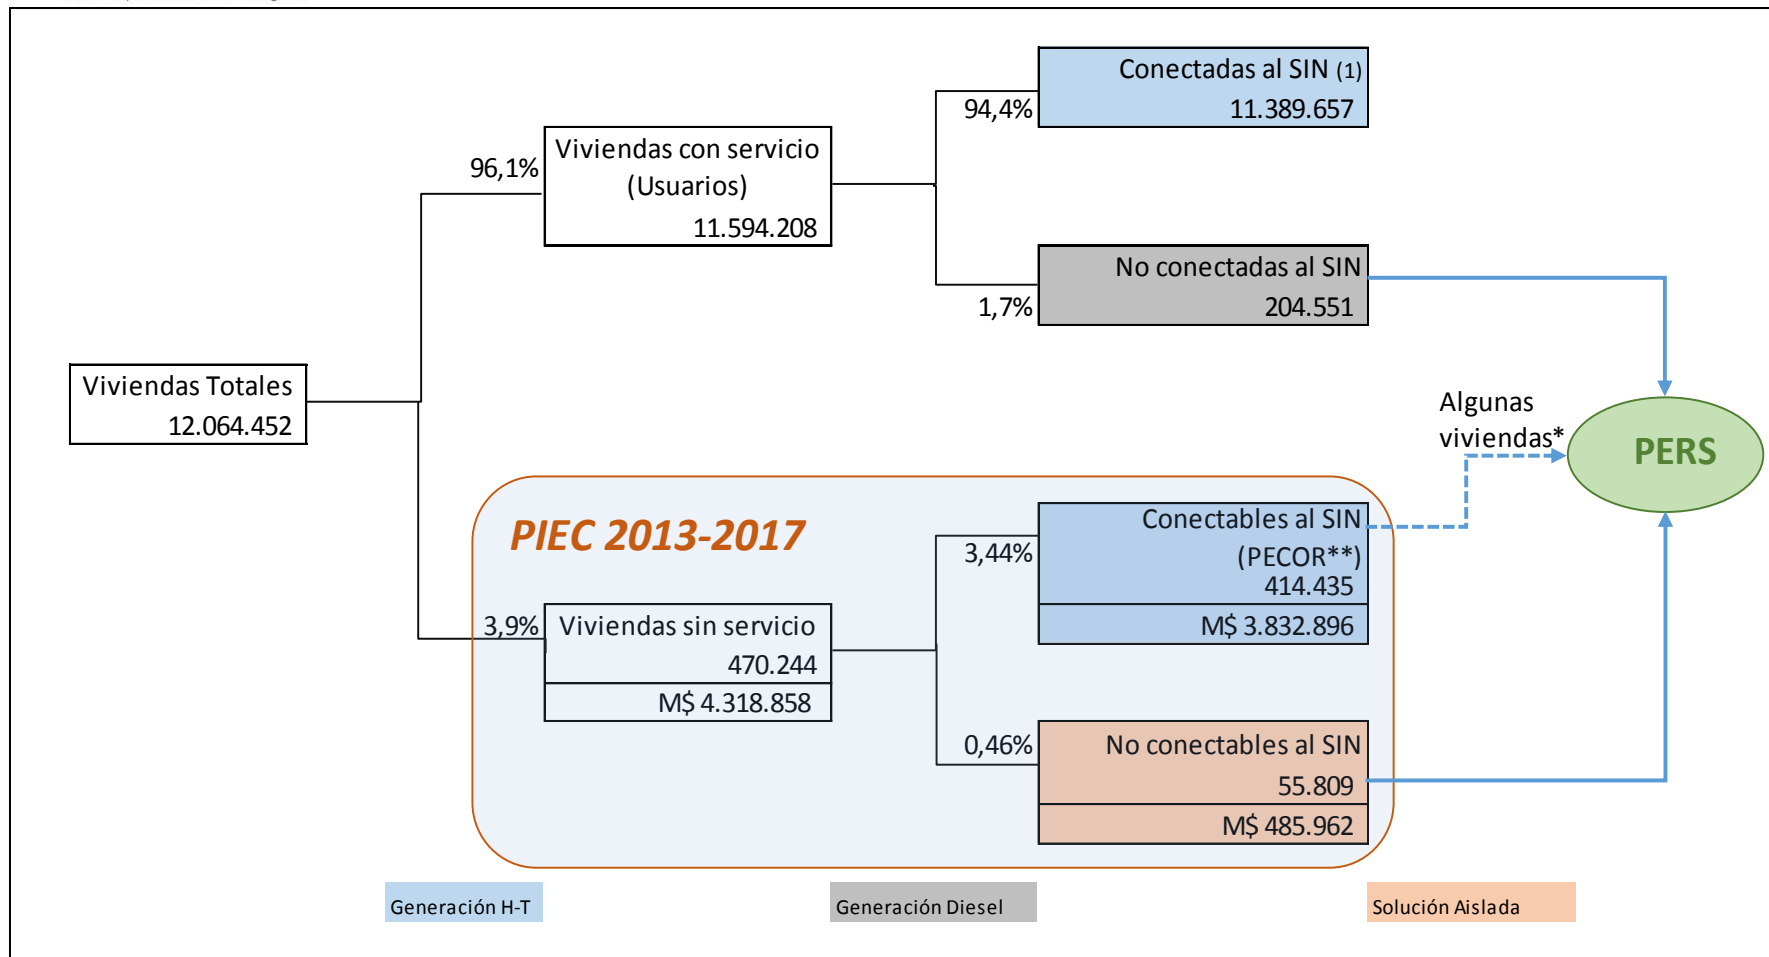 Conectadas al SIN (1)
94,4%
11.389.657
96,1%
Viviendas con servicio
(Usuarios)
11.594.208
No conectadas al SIN
1,7%
204.551
Viviendas Totales
12.064.452
Algunas
viviendas*
PERS
PIEC 2013-2017
3,44%
Conectables al SIN
(PECOR**)
414.435
M$ 3.832.896
3,9%
Viviendas sin servicio
470.244
M$ 4.318.858
0,46%
No conectables al SIN
55.809
M$ 485.962
Generación H-T
Generación Diesel
Solución Aislada